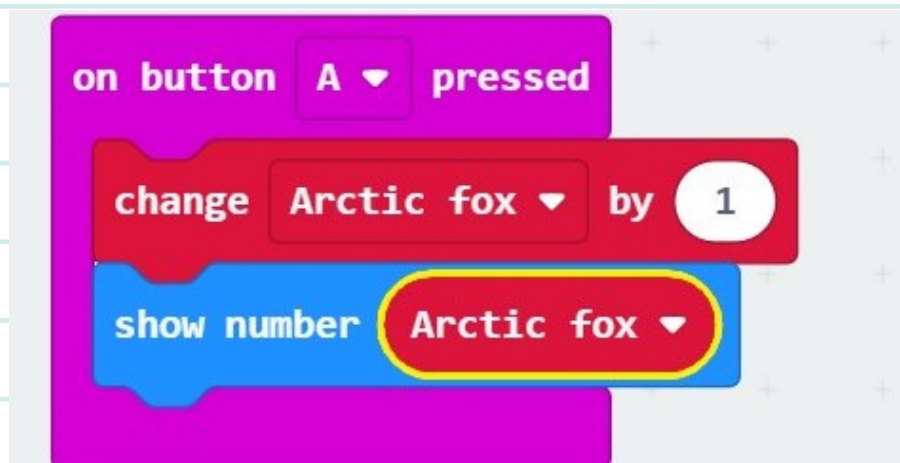 on button A pressed
change Arctic fox by 1
show number Arctic fox